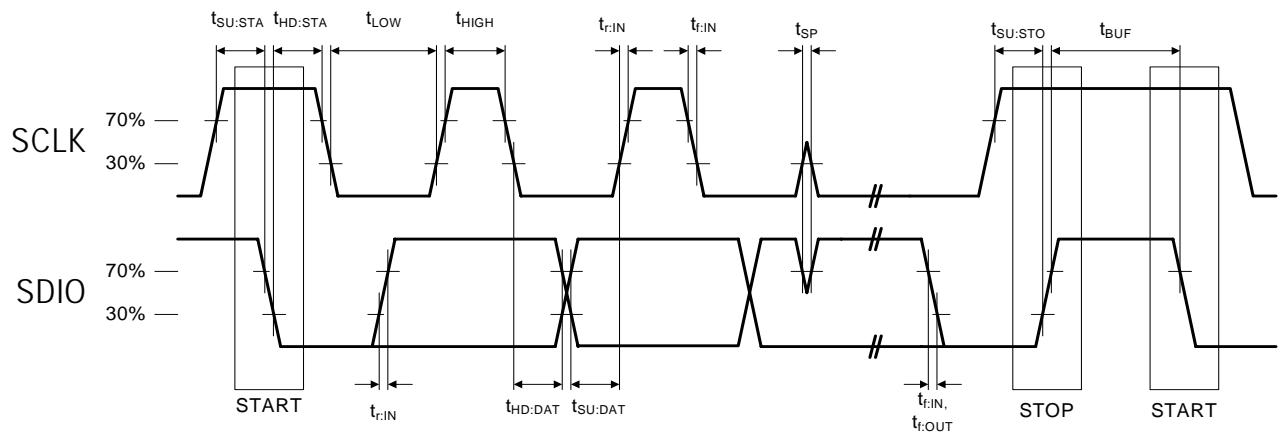 tSU:STA tHD:STA tLOW tHIGH tr:IN tf:IN tSP tSU:STO tBUF
SCLK 70%
30%
SDIO 70%
30%
START tr:IN tHD:DAT tSU:DAT tf:IN, tf:OUT STOP START